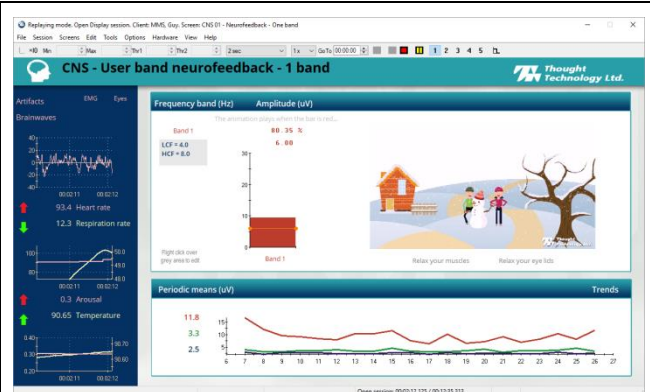 Replaying mode. Open Display session. Client: MMS, Guy. Screen: CNS 01 - Neurofeedback - One band
File Session Screens Edit Tools Options Hardware View Help
Min Max Thr1 Thr2 2 sec 1 x GoTo 00:00:00 1 2 3 4 5
CNS - User band neurofeedback - 1 band
Thought
Technology Ltd.
Artifacts EMG Eyes
Brainwaves
40
20
0
-20
-40
00:02:11 00:02:12
93.4 Heart rate
12.3 Respiration rate
100
80
50.0
49.0
48.0
00:02:11 00:02:12
0.3 Arousal
90.65 Temperature
0.40
0.30
0.20
90.70
90.60
00:02:11 00:02:12
Frequency band (Hz) Amplitude (uV)
The animation plays when the bar is red...
Band 1
80.35 %
6.00
LCF = 4.0
HCF = 8.0
30
20
10
0
Band 1
Right click over
grey area to edit
Relax your muscles Relax your eye lids
Periodic means (uV) Trends
11.8
3.3
2.5
15
10
5
6 7 8 9 10 11 12 13 14 15 16 17 18 19 20 21 22 23 24 25 26 27